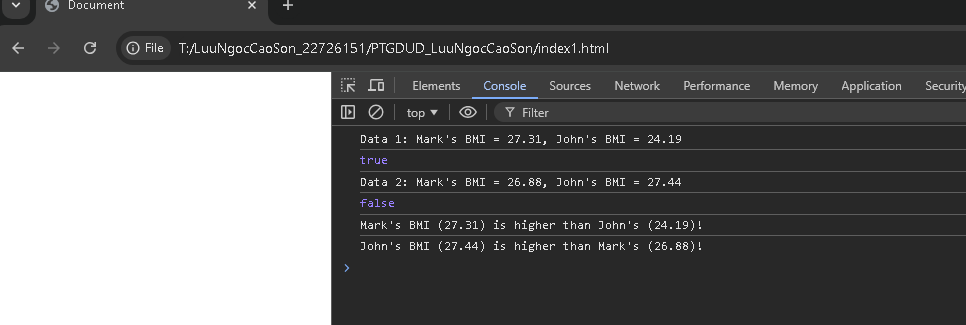 Document
File T:/LuuNgocCaoSon_22726151/PTGDUD_LuuNgocCaoSon/index1.html
Elements Console Sources Network Performance Memory Application Security
top Filter
Data 1: Mark's BMI = 27.31, John's BMI = 24.19
true
Data 2: Mark's BMI = 26.88, John's BMI = 27.44
false
Mark's BMI (27.31) is higher than John's (24.19)!
John's BMI (27.44) is higher than Mark's (26.88)!